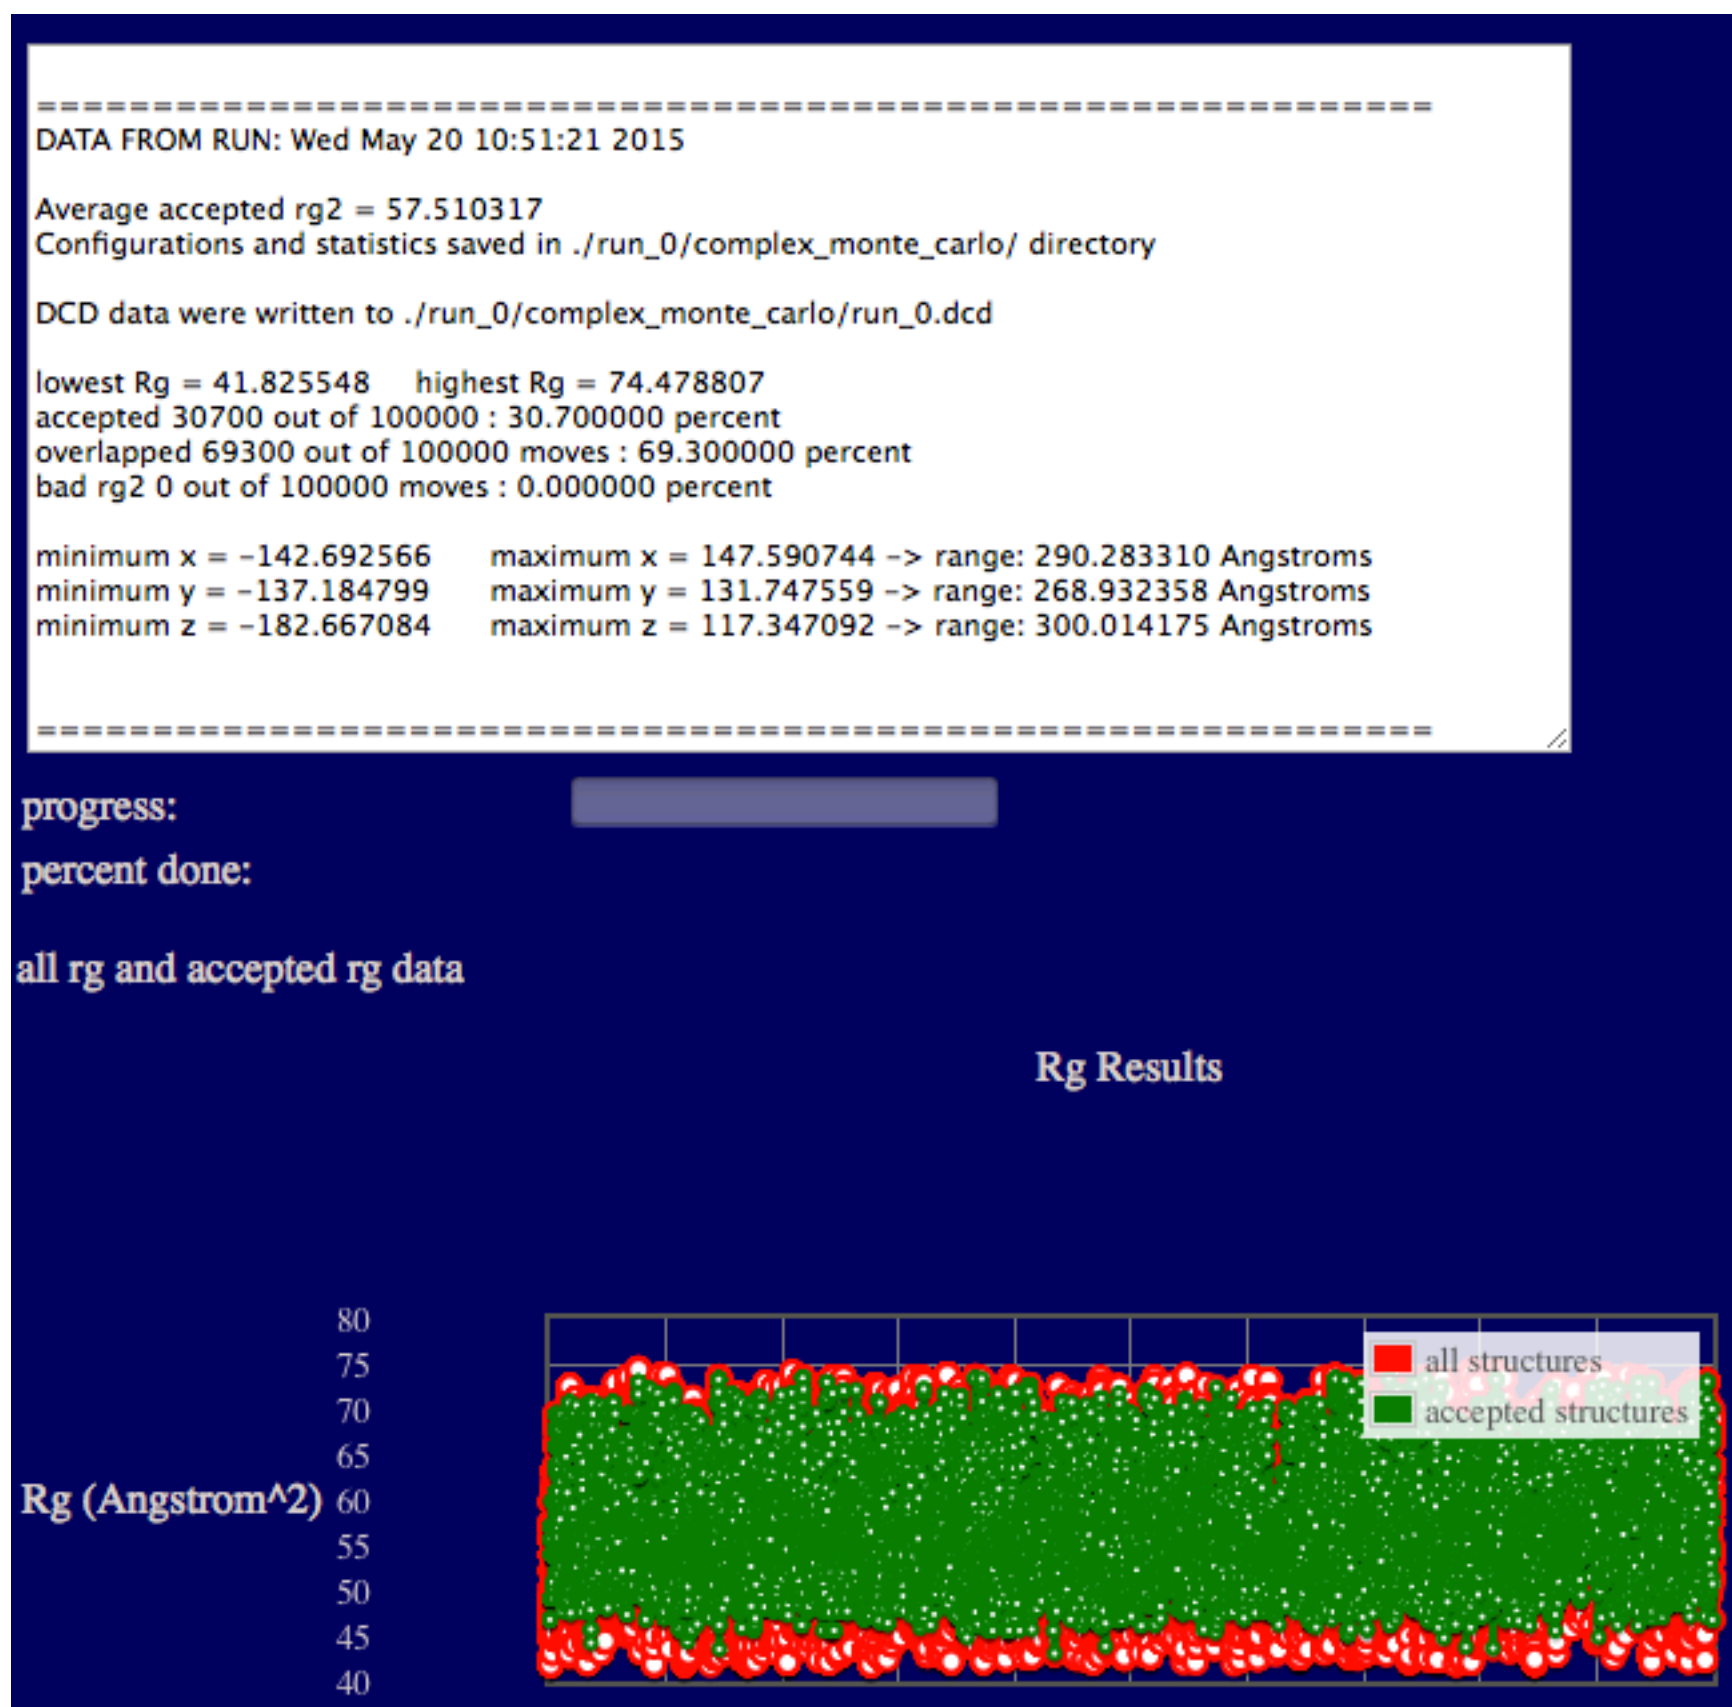 ============================================================
DATA FROM RUN: Wed May 20 10:51:21 2015
Average accepted rg2 = 57.510317
Configurations and statistics saved in ./run_0/complex_monte_carlo/ directory
DCD data were written to ./run_0/complex_monte_carlo/run_0.dcd
lowest Rg = 41.825548 highest Rg = 74.478807
accepted 30700 out of 100000 : 30.700000 percent
overlapped 69300 out of 100000 moves : 69.300000 percent
bad rg2 0 out of 100000 moves : 0.000000 percent
minimum x = -142.692566 maximum x = 147.590744 -> range: 290.283310 Angstroms
minimum y = -137.184799 maximum y = 131.747559 -> range: 268.932358 Angstroms
minimum z = -182.667084 maximum z = 117.347092 -> range: 300.014175 Angstroms
============================================================
progress:
percent done:
all rg and accepted rg data
Rg Results
80
75
70
65
Rg (Angstrom^2) 60
55
50
45
40
all structures
accepted structures